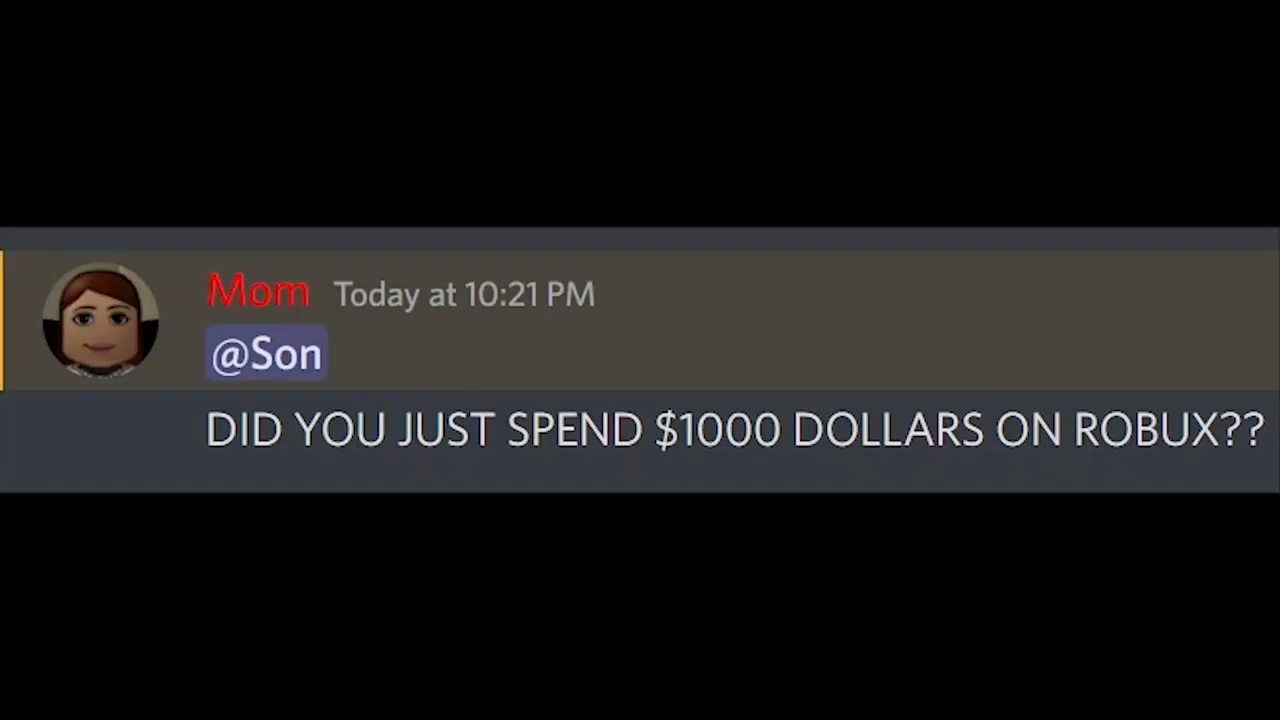 Mom Today at 10:21 PM
@Son
DID YOU JUST SPEND $1000 DOLLARS ON ROBUX??